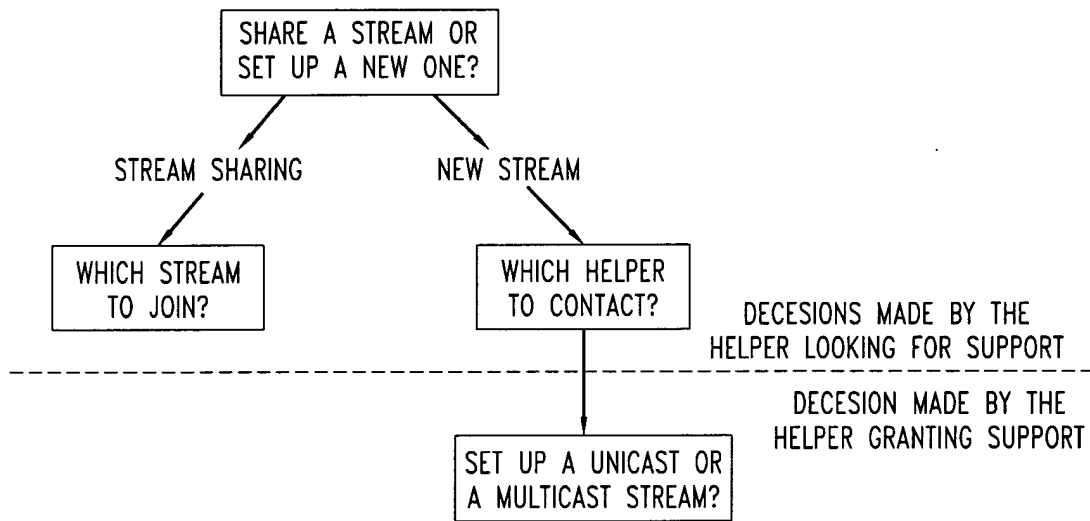 SHARE A STREAM OR
SET UP A NEW ONE?
STREAM SHARING
NEW STREAM
WHICH STREAM
TO JOIN?
WHICH HELPER
TO CONTACT?
DECESIONS MADE BY THE
HELPER LOOKING FOR SUPPORT
DECESION MADE BY THE
HELPER GRANTING SUPPORT
SET UP A UNICAST OR
A MULTICAST STREAM?